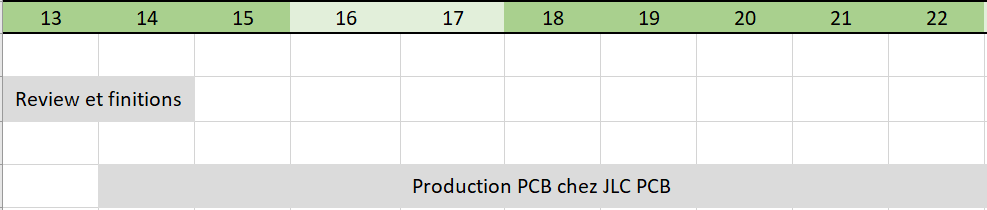 13 14 15 16 17 18 19 20 21 22
Review et finitions
Production PCB chez JLC PCB